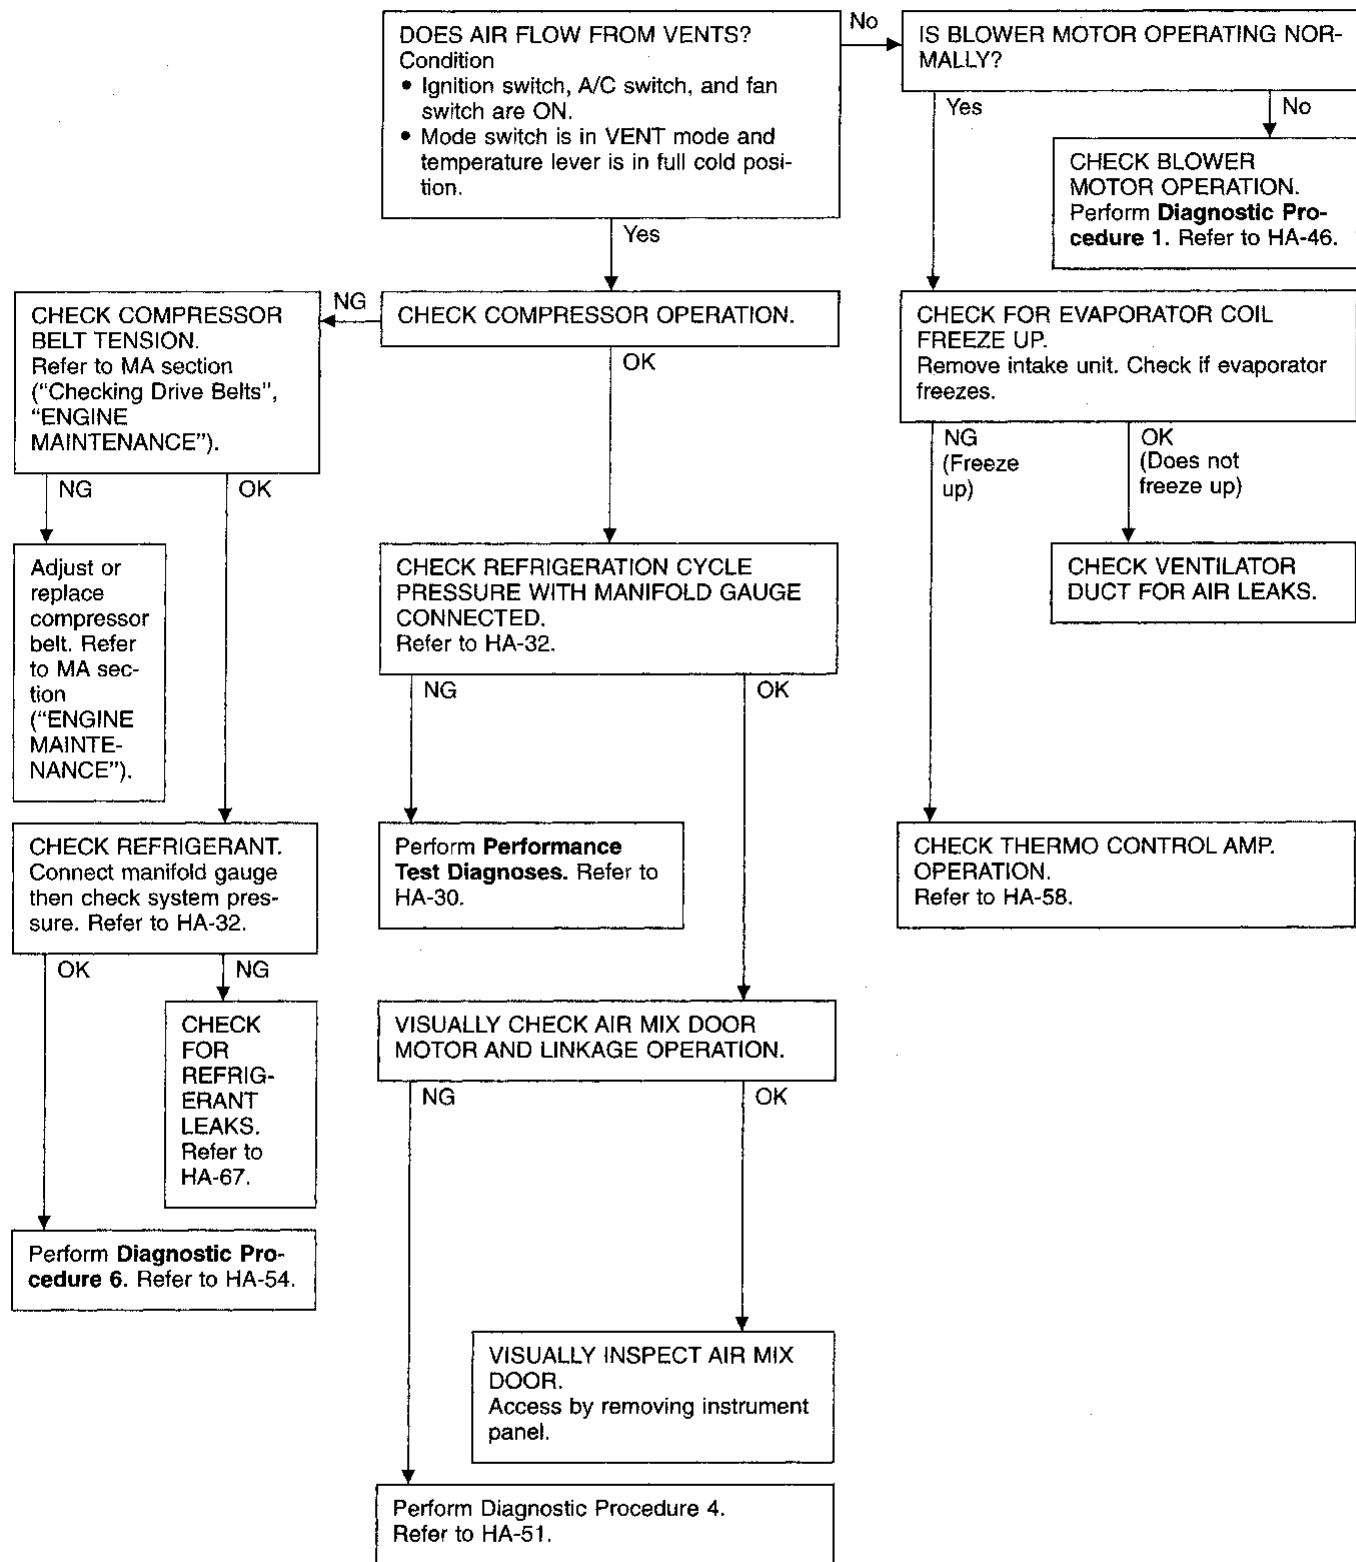 DOES AIR FLOW FROM VENTS?
Condition
• Ignition switch, A/C switch, and fan
switch are ON.
• Mode switch is in VENT mode and
temperature lever is in full cold posi-
tion.
No
IS BLOWER MOTOR OPERATING NOR-
MALLY?
Yes
No
CHECK BLOWER
MOTOR OPERATION.
Perform Diagnostic Pro-
cedure 1. Refer to HA-46.
Yes
CHECK COMPRESSOR OPERATION.
NG
CHECK COMPRESSOR
BELT TENSION.
Refer to MA section
(“Checking Drive Belts”,
“ENGINE
MAINTENANCE”).
OK
CHECK FOR EVAPORATOR COIL
FREEZE UP.
Remove intake unit. Check if evaporator
freezes.
NG
(Freeze
up)
OK
(Does not
freeze up)
NG
OK
Adjust or
replace
compressor
belt. Refer
to MA sec-
tion
(“ENGINE
MAINTE-
NANCE”).
CHECK REFRIGERATION CYCLE
PRESSURE WITH MANIFOLD GAUGE
CONNECTED.
Refer to HA-32.
CHECK VENTILATOR
DUCT FOR AIR LEAKS.
NG
OK
CHECK REFRIGERANT.
Connect manifold gauge
then check system pres-
sure. Refer to HA-32.
Perform Performance
Test Diagnoses. Refer to
HA-30.
CHECK THERMO CONTROL AMP.
OPERATION.
Refer to HA-58.
OK
NG
CHECK
FOR
REFRIG-
ERANT
LEAKS.
Refer to
HA-67.
VISUALLY CHECK AIR MIX DOOR
MOTOR AND LINKAGE OPERATION.
NG
OK
Perform Diagnostic Pro-
cedure 6. Refer to HA-54.
VISUALLY INSPECT AIR MIX
DOOR.
Access by removing instrument
panel.
Perform Diagnostic Procedure 4.
Refer to HA-51.